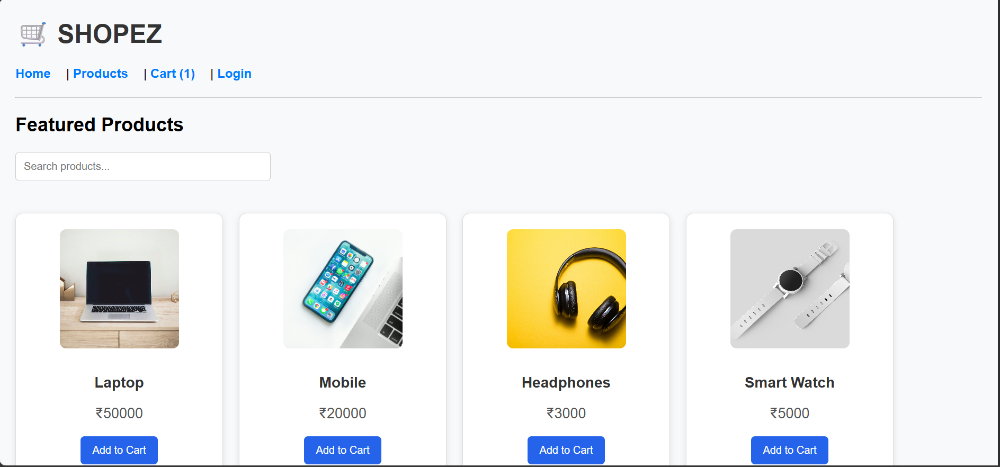 SHOPEZ
Home | Products | Cart (1) | Login
Featured Products
Search products...
Laptop Mobile Headphones Smart Watch
₹50000 ₹20000 ₹3000 ₹5000
Add to Cart Add to Cart Add to Cart Add to Cart